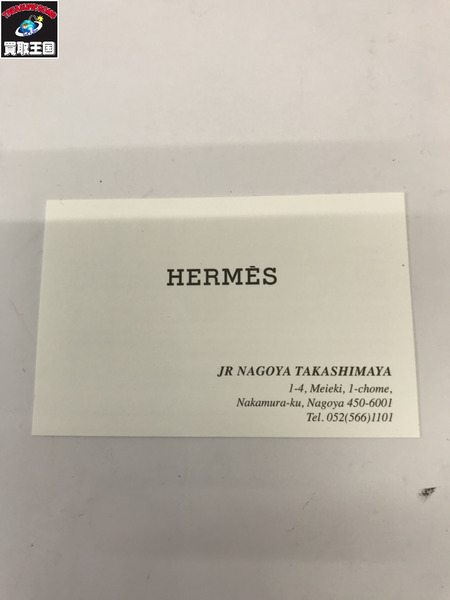 TREASURE KING
買取王国
HERMÈS
JR NAGOYA TAKASHIMAYA
1-4, Meieki, 1-chome,
Nakamura-ku, Nagoya 450-6001
Tel. 052(566)1101